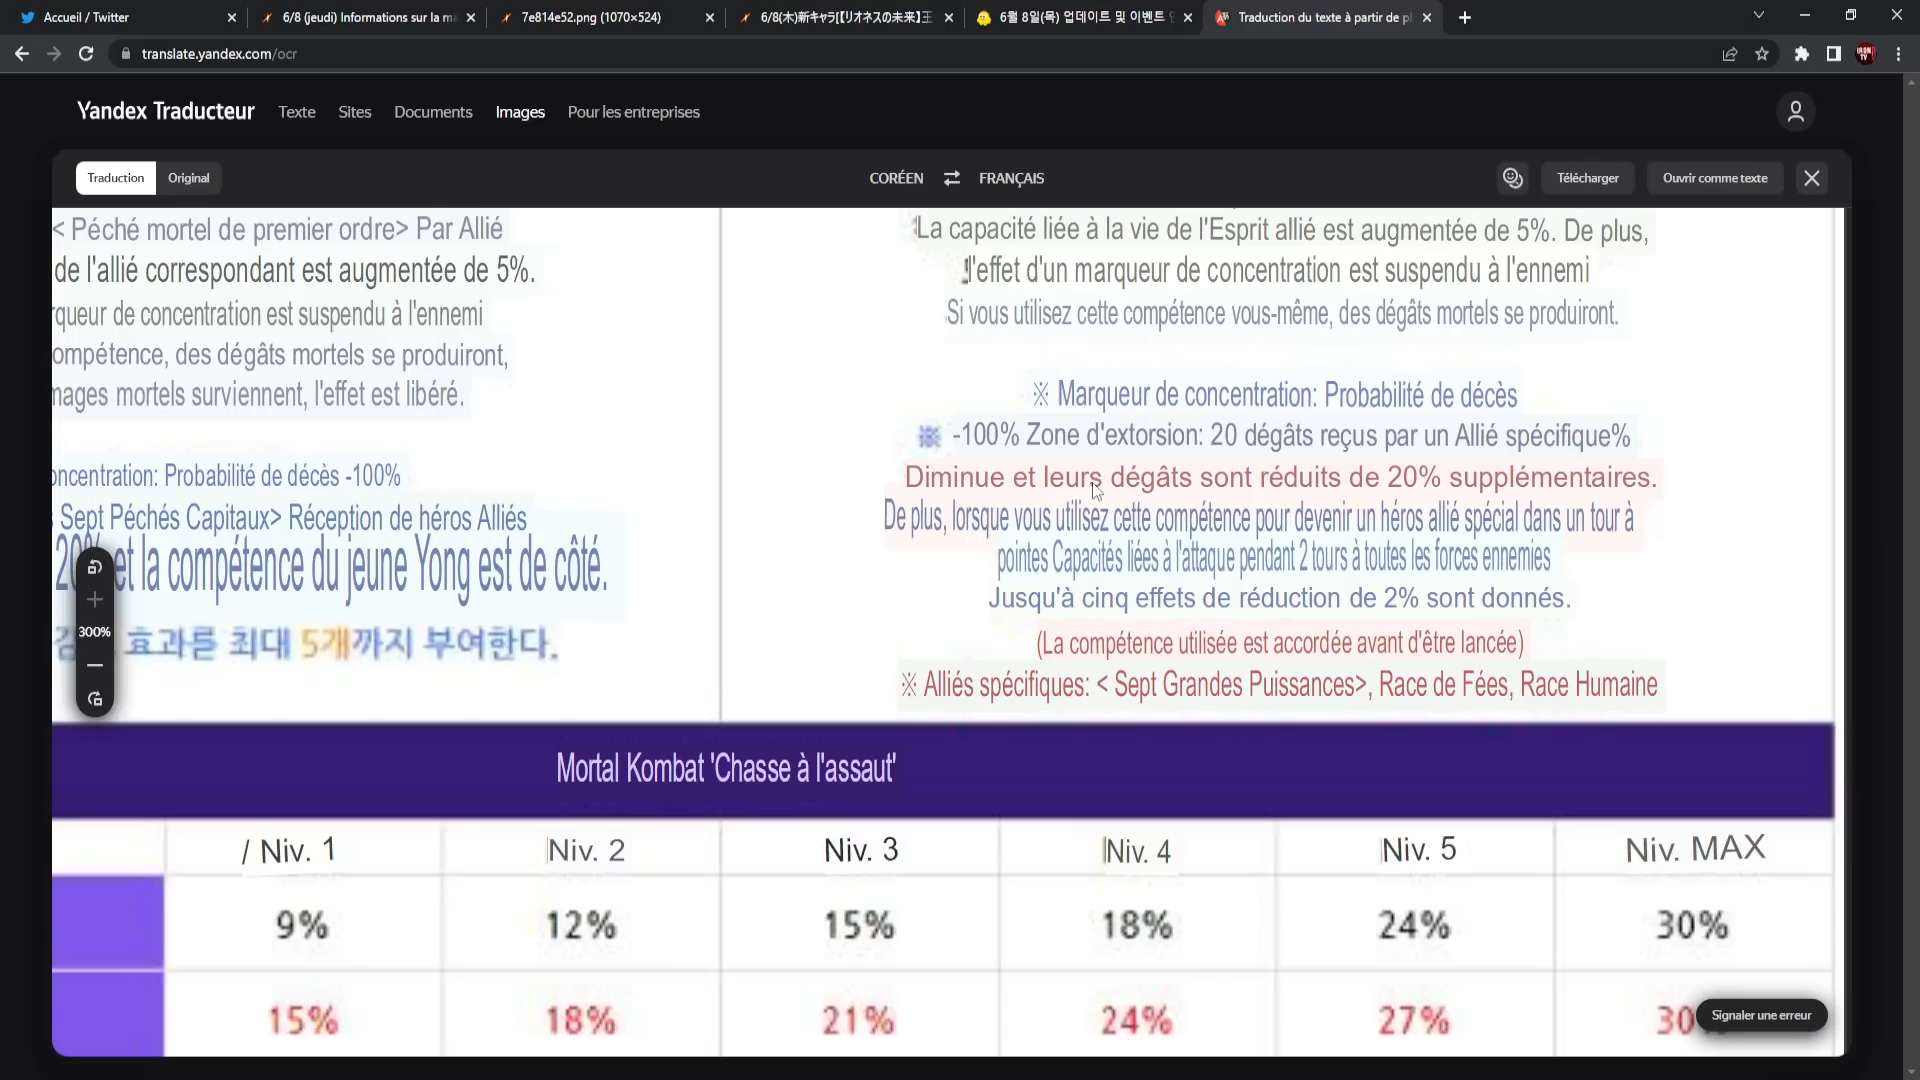 Accueil / Twitter
6/8 (jeudi) Informations sur la m
7e814e52.png (1070×524)
6/8(木)新キャラ[【リオネスの未来】王
6월 8일(목) 업데이트 및 이벤트
Traduction du texte à partir de p
translate.yandex.com/ocr
Yandex Traducteur
Texte
Sites
Documents
Images
Pour les entreprises
Traduction
Original
CORÉEN
FRANÇAIS
Télécharger
Ouvrir comme texte
< Péché mortel de premier ordre> Par Allié
de l'allié correspondant est augmentée de 5%.
queur de concentration est suspendu à l'ennemi
ompétence, des dégâts mortels se produiront,
mages mortels surviennent, l'effet est libéré.
oncentration: Probabilité de décès -100%
Sept Péchés Capitaux> Réception de héros Alliés
20% et la compétence du jeune Yong est de côté.
효과를 최대 5개까지 부여한다.
300%
La capacité liée à la vie de l'Esprit allié est augmentée de 5%. De plus,
l'effet d'un marqueur de concentration est suspendu à l'ennemi
Si vous utilisez cette compétence vous-même, des dégâts mortels se produiront.
※ Marqueur de concentration: Probabilité de décès
※ -100% Zone d'extorsion: 20 dégâts reçus par un Allié spécifique%
Diminue et leurs dégâts sont réduits de 20% supplémentaires.
De plus, lorsque vous utilisez cette compétence pour devenir un héros allié spécial dans un tour à
pointes Capacités liées à l'attaque pendant 2 tours à toutes les forces ennemies
Jusqu'à cinq effets de réduction de 2% sont donnés.
(La compétence utilisée est accordée avant d'être lancée)
※ Alliés spécifiques: < Sept Grandes Puissances>, Race de Fées, Race Humaine
Mortal Kombat 'Chasse à l'assaut'
/ Niv. 1
Niv. 2
Niv. 3
Niv. 4
Niv. 5
Niv. MAX
9%
12%
15%
18%
24%
30%
15%
18%
21%
24%
27%
30
Signaler une erreur